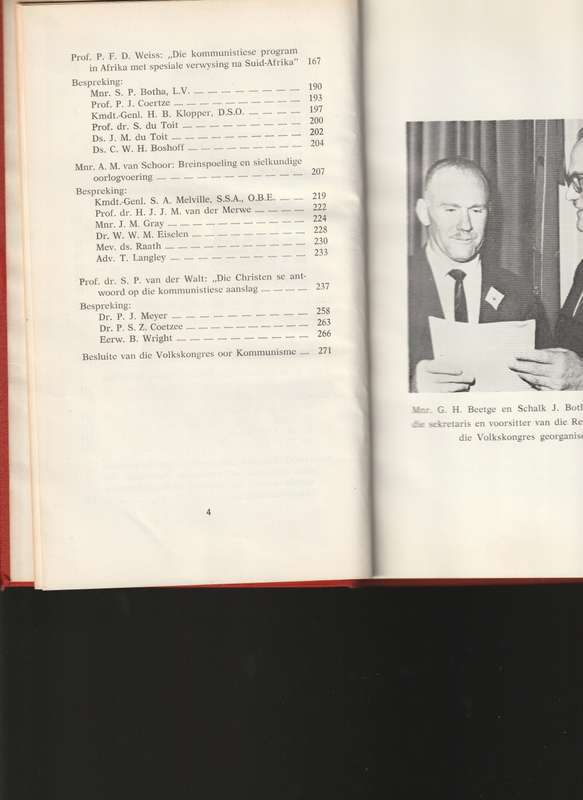 Prof. P. F. D. Weiss: „Die kommunistiese program
in Afrika met spesiale verwysing na Suid-Afrika" 167
Bespreking:
Mnr. S. P. Botha, L.V. — — — — — — — — 190
Prof. P. J. Coertze — — — — — — — — — 193
Kmdt.-Genl. H. B. Klopper, D.S.O. — — — — 197
Prof. dr. S. du Toit — — — — — — — — — 200
Ds. J. M. du Toit — — — — — — — — — — 202
Ds. C. W. H. Boshoff — — — — — — — — 204
Mnr. A. M. van Schoor: Breinspoeling en sielkundige
oorlogvoering — — — — — — — — — — — 207
Bespreking:
Kmdt.-Genl. S. A. Melville, S.S.A., O.B.E. — — 219
Prof. dr. H. J. J. M. van der Merwe — — — — 222
Mnr. J. M. Gray — — — — — — — — — — 224
Dr. W. W. M. Eiselen — — — — — — — — 228
Mev. ds. Raath — — — — — — — — — — 230
Adv. T. Langley — — — — — — — — — — 233
Prof. dr. S. P. van der Walt: „Die Christen se ant-
woord op die kommunistiese aanslag — — — — 237
Bespreking:
Dr. P. J. Meyer — — — — — — — — — — 258
Dr. P. S. Z. Coetzee — — — — — — — — — 263
Eerw. B. Wright — — — — — — — — — — 266
Besluite van die Volkskongres oor Kommunisme — 271
4
Mnr. G. H. Beetge en Schalk J. Both
die sekretaris en voorsitter van die Re
die Volkskongres georganise